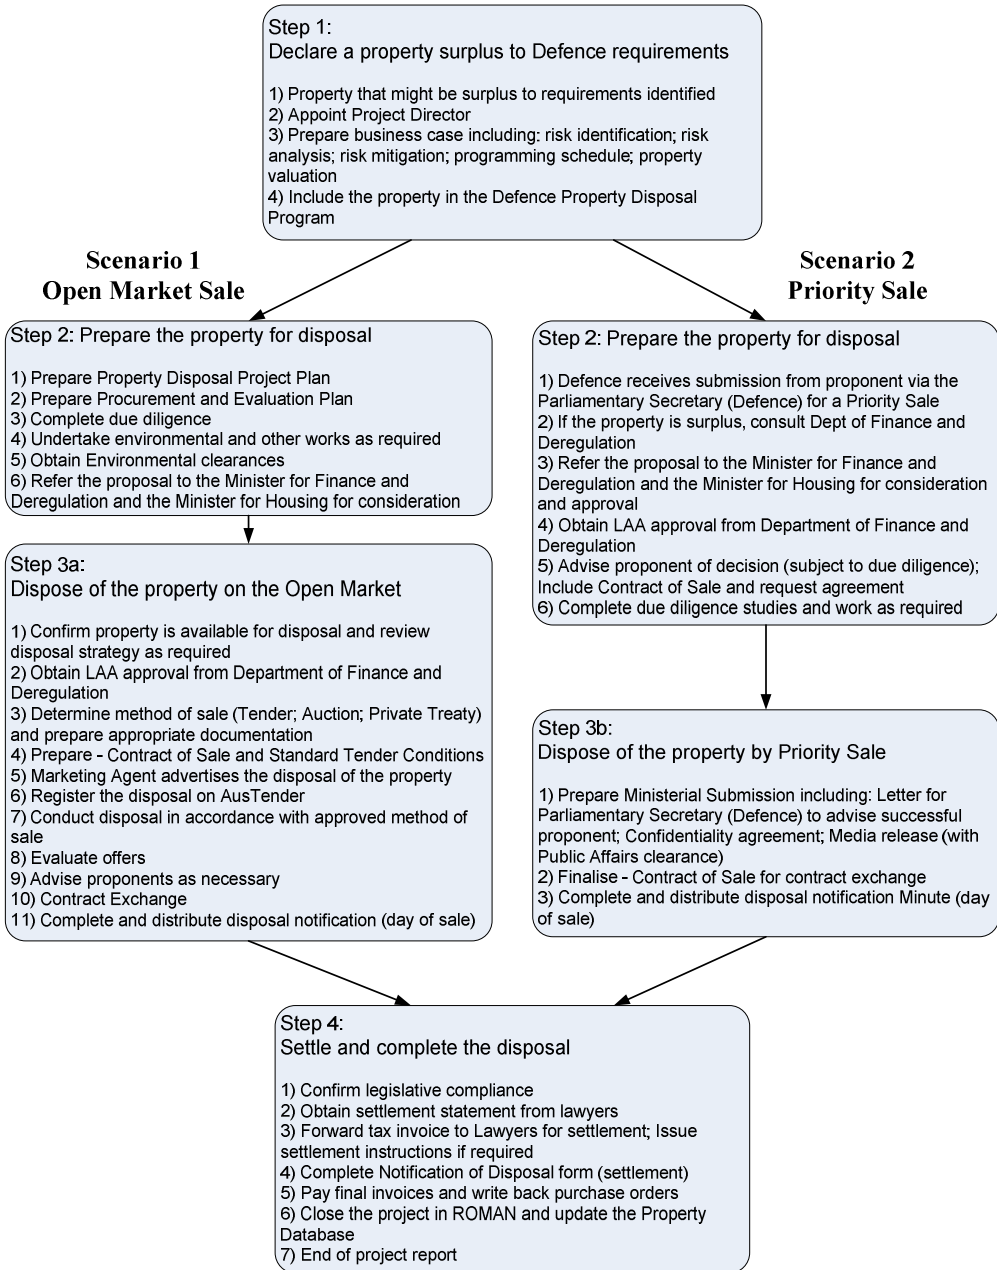 Step 1:
Declare a property surplus to Defence requirements
1) Property that might be surplus to requirements identified
2) Appoint Project Director
3) Prepare business case including: risk identification; risk
analysis; risk mitigation; programming schedule; property
valuation
4) Include the property in the Defence Property Disposal
Program
Scenario 1
Open Market Sale
Scenario 2
Priority Sale
Step 2: Prepare the property for disposal
1) Prepare Property Disposal Project Plan
2) Prepare Procurement and Evaluation Plan
3) Complete due diligence
4) Undertake environmental and other works as required
5) Obtain Environmental clearances
6) Refer the proposal to the Minister for Finance and
Deregulation and the Minister for Housing for consideration
Step 2: Prepare the property for disposal
1) Defence receives submission from proponent via the
Parliamentary Secretary (Defence) for a Priority Sale
2) If the property is surplus, consult Dept of Finance and
Deregulation
3) Refer the proposal to the Minister for Finance and
Deregulation and the Minister for Housing for consideration
and approval
4) Obtain LAA approval from Department of Finance and
Deregulation
5) Advise proponent of decision (subject to due diligence);
Include Contract of Sale and request agreement
6) Complete due diligence studies and work as required
Step 3a:
Dispose of the property on the Open Market
1) Confirm property is available for disposal and review
disposal strategy as required
2) Obtain LAA approval from Department of Finance and
Deregulation
3) Determine method of sale (Tender; Auction; Private Treaty)
and prepare appropriate documentation
4) Prepare - Contract of Sale and Standard Tender Conditions
5) Marketing Agent advertises the disposal of the property
6) Register the disposal on AusTender
7) Conduct disposal in accordance with approved method of
sale
8) Evaluate offers
9) Advise proponents as necessary
10) Contract Exchange
11) Complete and distribute disposal notification (day of sale)
Step 3b:
Dispose of the property by Priority Sale
1) Prepare Ministerial Submission including: Letter for
Parliamentary Secretary (Defence) to advise successful
proponent; Confidentiality agreement; Media release (with
Public Affairs clearance)
2) Finalise - Contract of Sale for contract exchange
3) Complete and distribute disposal notification Minute (day
of sale)
Step 4:
Settle and complete the disposal
1) Confirm legislative compliance
2) Obtain settlement statement from lawyers
3) Forward tax invoice to Lawyers for settlement; Issue
settlement instructions if required
4) Complete Notification of Disposal form (settlement)
5) Pay final invoices and write back purchase orders
6) Close the project in ROMAN and update the Property
Database
7) End of project report